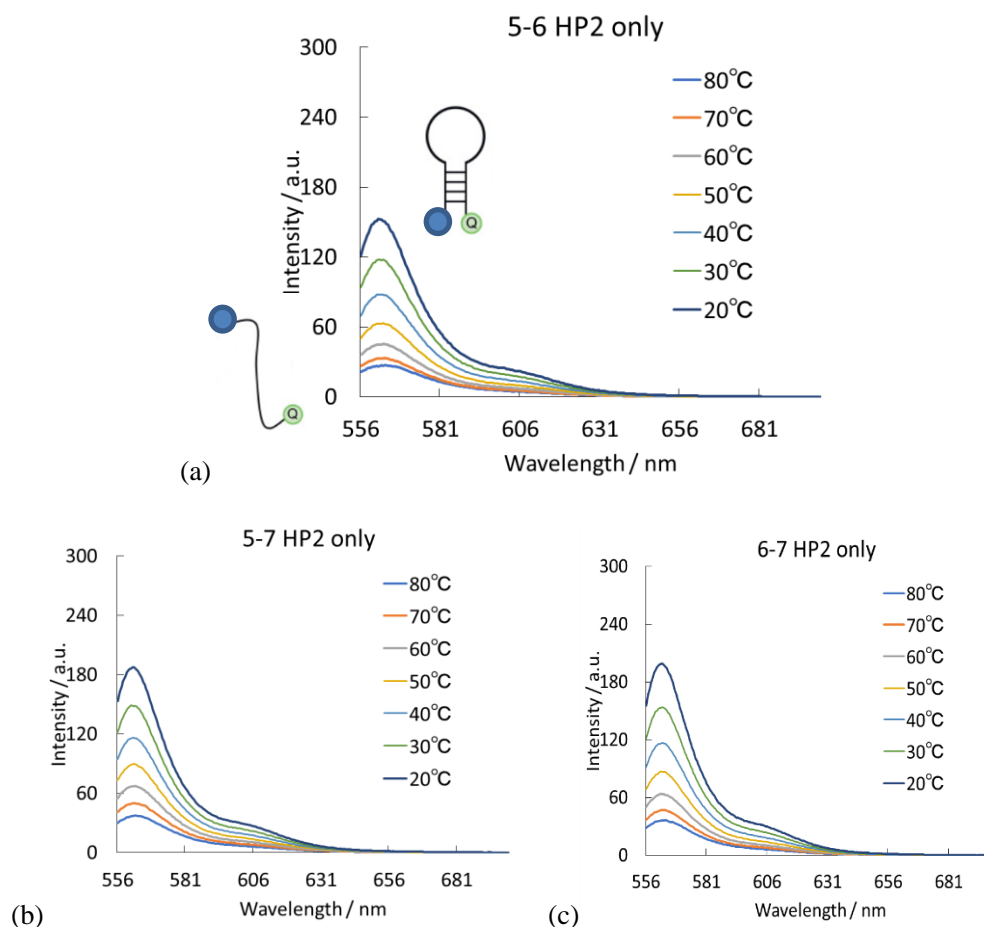 5-6 HP2 only
300
240
180
120
60
0
Intensity / a.u.
80℃
70℃
60℃
50℃
40℃
30℃
20℃
Q
Q
556 581 606 631 656 681
Wavelength / nm
(a)
5-7 HP2 only
300
240
180
120
60
0
Intensity / a.u.
80℃
70℃
60℃
50℃
40℃
30℃
20℃
556 581 606 631 656 681
Wavelength / nm
(b)
6-7 HP2 only
300
240
180
120
60
0
Intensity / a.u.
80℃
70℃
60℃
50℃
40℃
30℃
20℃
556 581 606 631 656 681
Wavelength / nm
(c)